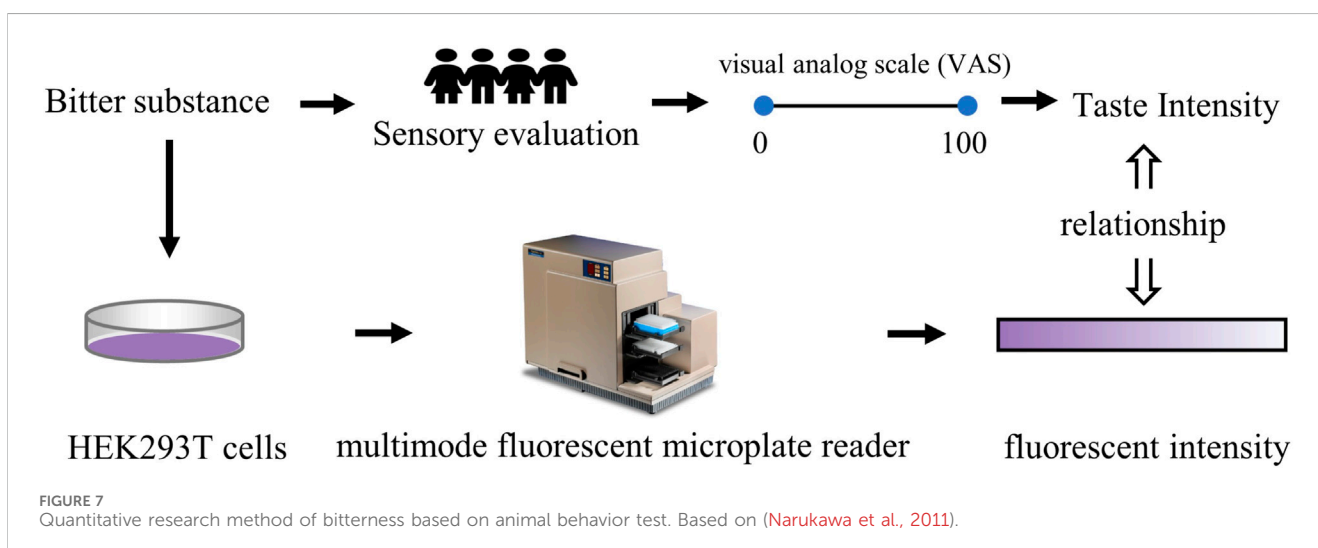 Bitter substance
Sensory evaluation
visual analog scale (VAS)
0
100
Taste Intensity
relationship
HEK293T cells
multimode fluorescent microplate reader
fluorescent intensity
FIGURE 7
Quantitative research method of bitterness based on animal behavior test. Based on (Narukawa et al., 2011).